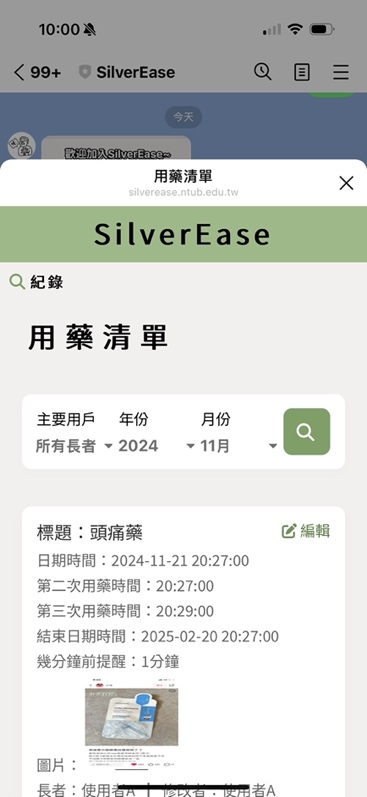 10:00
99+ SilverEase
今天
歡迎加入SilverEase~
用藥清單
silverease.ntub.edu.tw
SilverEase
紀錄
用藥清單
主要用戶 年份 月份
所有長者 2024 11月
標題：頭痛藥 編輯
日期時間：2024-11-21 20:27:00
第二次用藥時間：20:27:00
第三次用藥時間：20:29:00
結束日期時間：2025-02-20 20:27:00
幾分鐘前提醒：1分鐘
圖片：
長者：使用者A | 修改者：使用者A